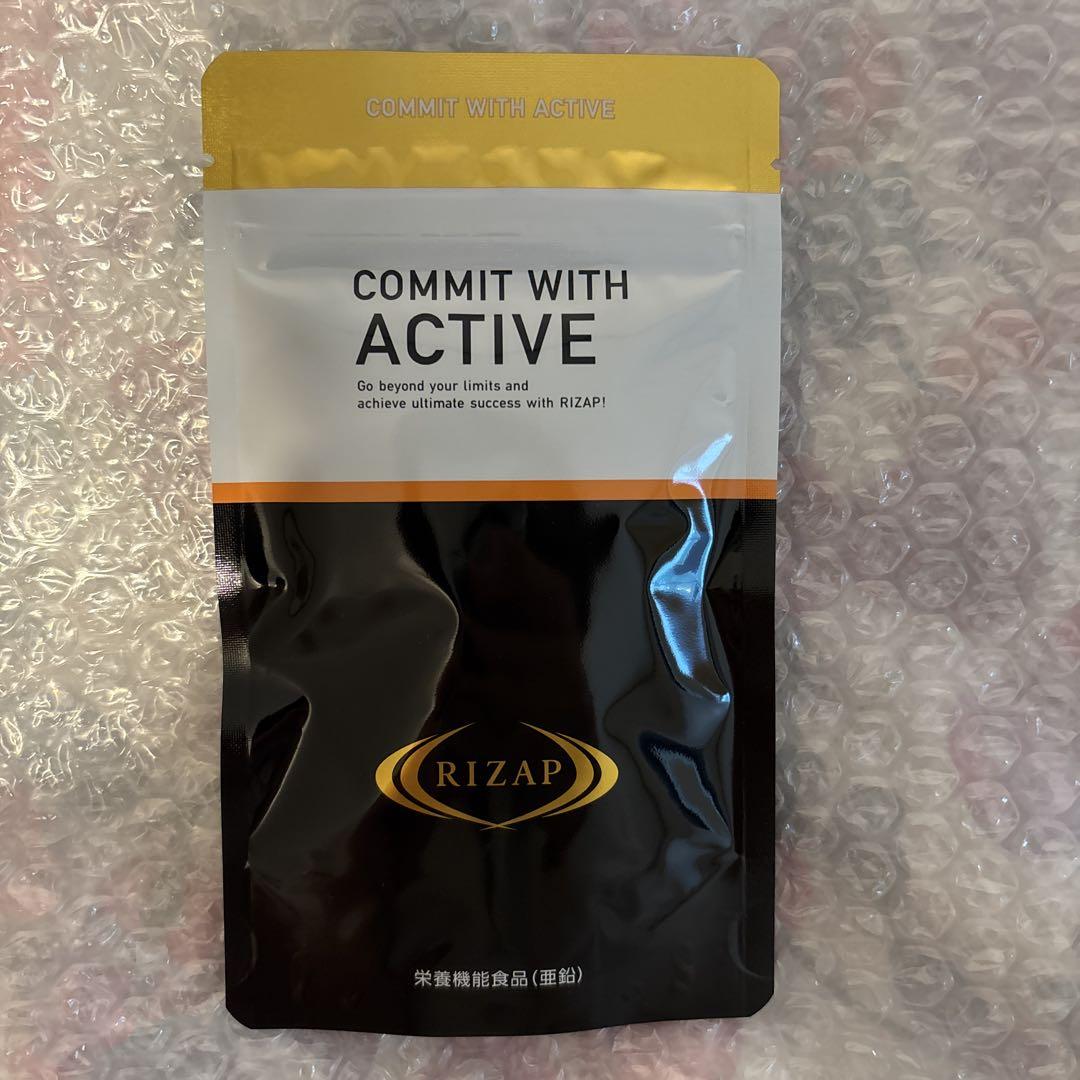 COMMIT WITH ACTIVE
COMMIT WITH
ACTIVE
Go beyond your limits and
achieve ultimate success with RIZAP!
RIZAP
栄養機能食品(亜鉛)